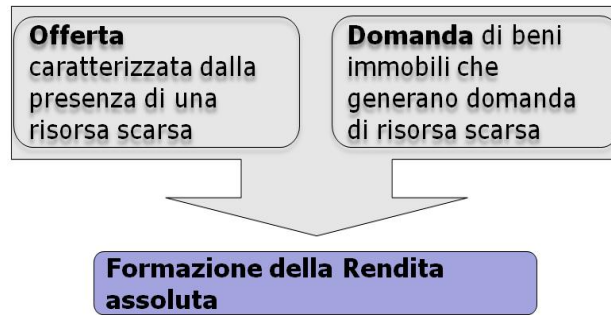 Offerta
caratterizzata dalla
presenza di una
risorsa scarsa
Domanda di beni
immobili che
generano domanda
di risorsa scarsa
Formazione della Rendita
assoluta